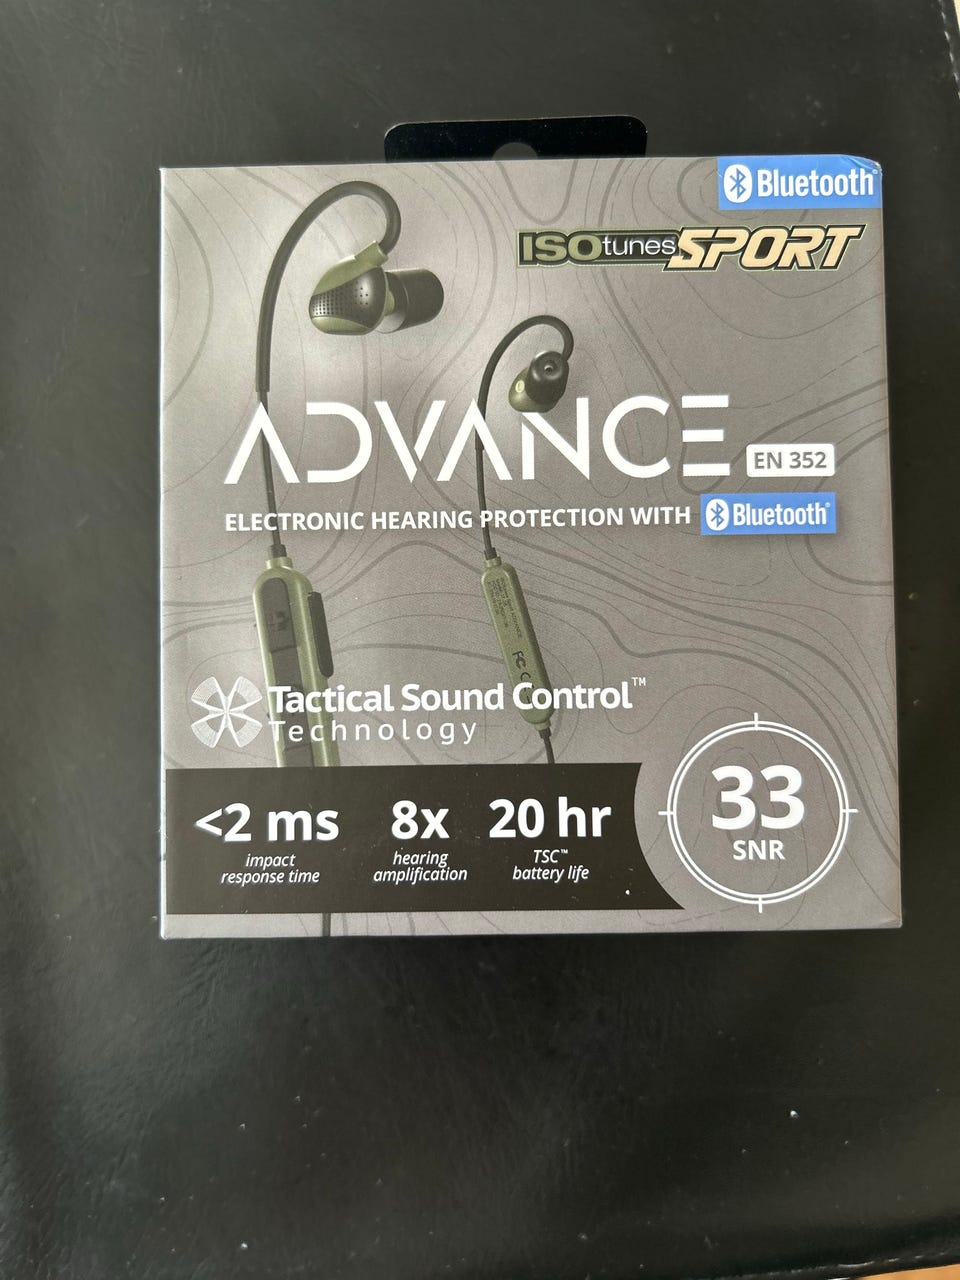 Bluetooth®
ISOtunes SPORT
ADVANCE EN 352
ELECTRONIC HEARING PROTECTION WITH Bluetooth®
FC
Tactical Sound Control™
Technology
<2 ms 8x 20 hr
impact response time
hearing amplification
TSC™ battery life
33
SNR